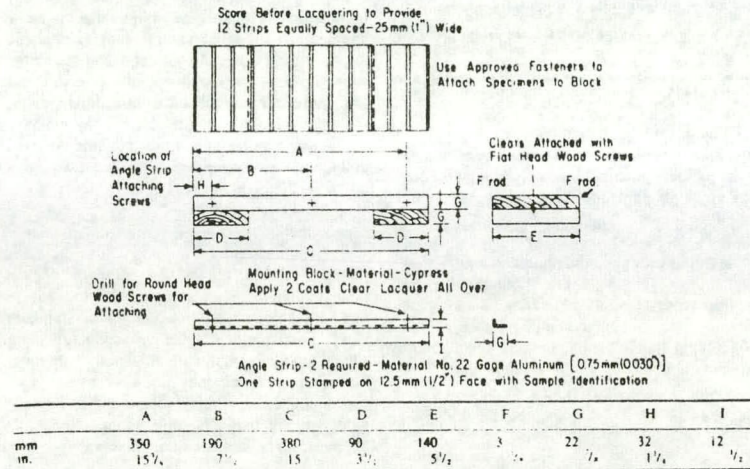 Score Before Lacquering to Provide
12 Strips Equally Spaced-25mm (1") Wide
Use Approved Fasteners to
Attach Specimens to Block
A
Location of
Angle Strip
Attaching
Screws
B
H
Cleats Attached with
Flat Head Wood Screws
F rad
F rad
G
G
D
D
E
C
Drill for Round Head
Wood Screws for
Attaching
Mounting Block-Material-Cypress
Apply 2 Coats Clear Lacquer All Over
C
I
G
Angle Strip-2 Required-Material No. 22 Gage Aluminum [0.75mm(0.030")]
One Strip Stamped on 12.5mm (1/2") Face with Sample Identification
A B C D E F G H I
mm 350 190 380 90 140 3 22 32 12
in. 15 5 1/2